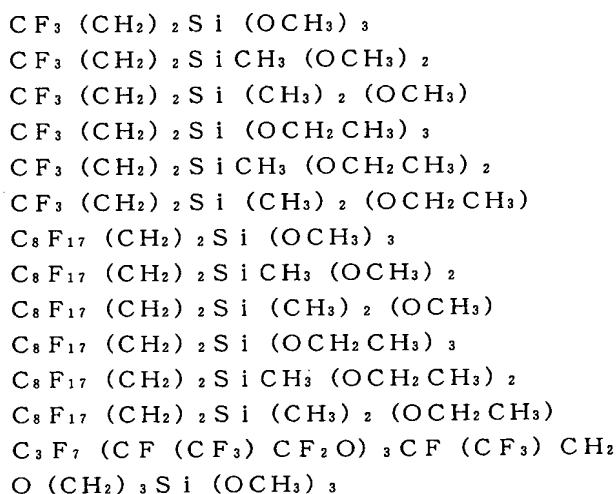 CF₃ (CH₂) ₂Si (OCH₃) ₃
CF₃ (CH₂) ₂SiCH₃ (OCH₃) ₂
CF₃ (CH₂) ₂Si (CH₃) ₂ (OCH₃)
CF₃ (CH₂) ₂Si (OCH₂CH₃) ₃
CF₃ (CH₂) ₂SiCH₃ (OCH₂CH₃) ₂
CF₃ (CH₂) ₂Si (CH₃) ₂ (OCH₂CH₃)
C₈F₁₇ (CH₂) ₂Si (OCH₃) ₃
C₈F₁₇ (CH₂) ₂SiCH₃ (OCH₃) ₂
C₈F₁₇ (CH₂) ₂Si (CH₃) ₂ (OCH₃)
C₈F₁₇ (CH₂) ₂Si (OCH₂CH₃) ₃
C₈F₁₇ (CH₂) ₂SiCH₃ (OCH₂CH₃) ₂
C₈F₁₇ (CH₂) ₂Si (CH₃) ₂ (OCH₂CH₃)
C₃F₇ (CF (CF₃) CF₂O) ₃CF (CF₃) CH₂
O (CH₂) ₃Si (OCH₃) ₃